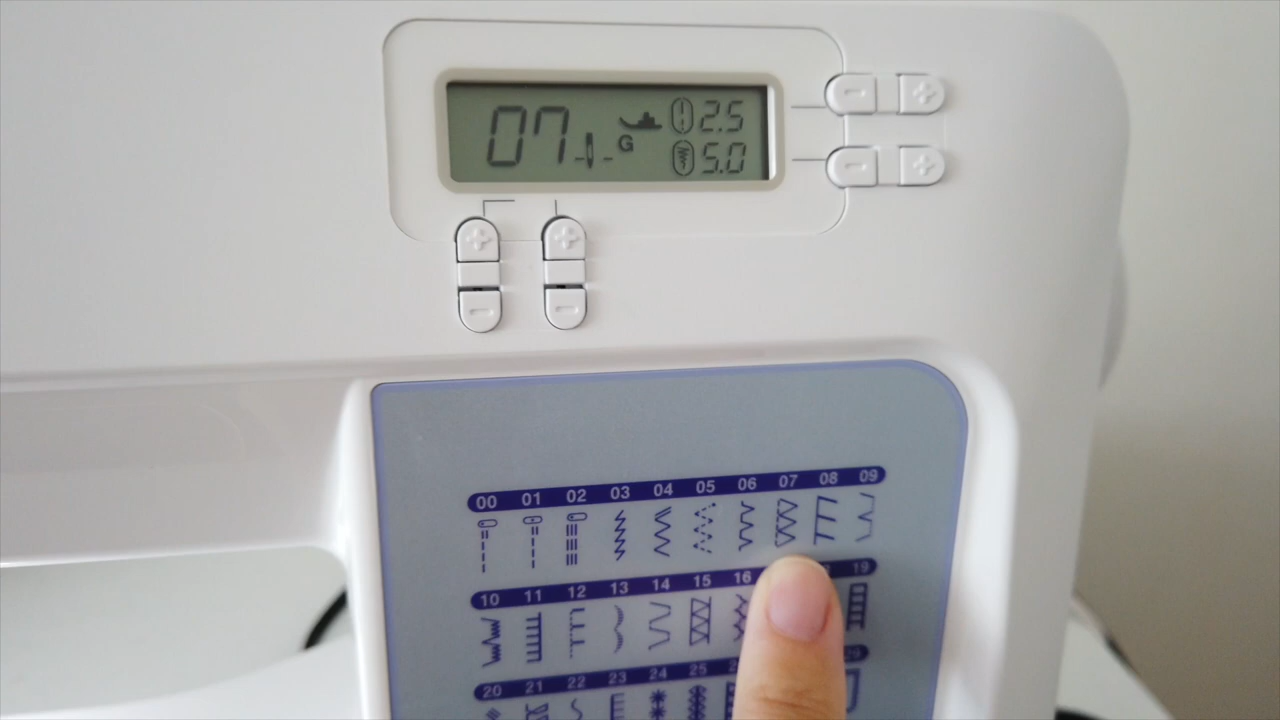 07 G 2.5
5.0
00 01 02 03 04 05 06 07 08 09
10 11 12 13 14 15 16 19
20 21 22 23 24 25 29